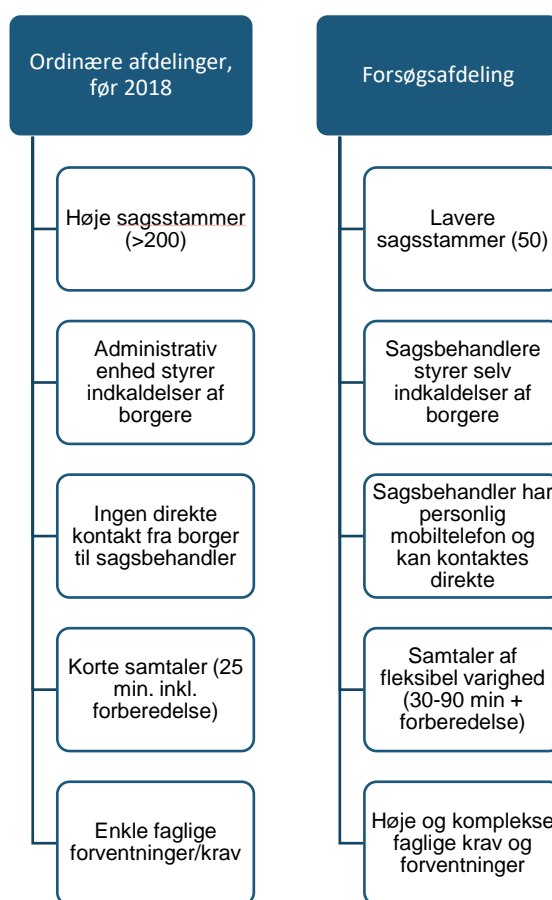 Ordinære afdelinger,
før 2018
Høje sagsstammer
(>200)
Administrativ
enhed styrer
indkaldelser af
borgere
Ingen direkte
kontakt fra borger
til sagsbehandler
Korte samtaler (25
min. inkl.
forberedelse)
Enkle faglige
forventninger/krav
Forsøgsafdeling
Lavere
sagsstammer (50)
Sagsbehandlere
styrer selv
indkaldelser af
borgere
Sagsbehandler har
personlig
mobiltelefon og
kan kontaktes
direkte
Samtaler af
fleksibel varighed
(30-90 min +
forberedelse)
Høje og komplekse
faglige krav og
forventninger